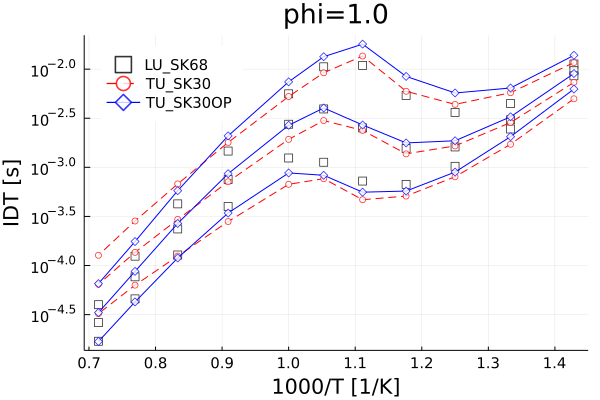 phi=1.0
LU_SK68
TU_SK30
TU_SK30OP
IDT [s]
10^-2.0
10^-2.5
10^-3.0
10^-3.5
10^-4.0
10^-4.5
0.7 0.8 0.9 1.0 1.1 1.2 1.3 1.4
1000/T [1/K]